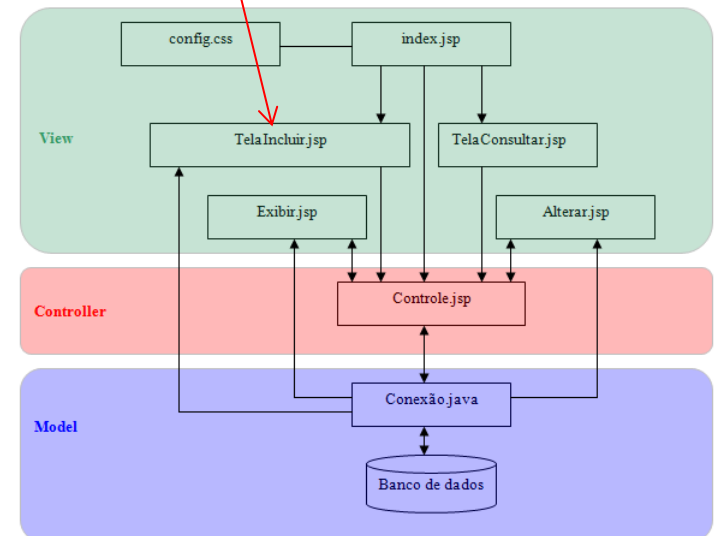 config.css
index.jsp
View
TelaIncluir.jsp
TelaConsultar.jsp
Exibir.jsp
Alterar.jsp
Controller
Controle.jsp
Conexão.java
Model
Banco de dados